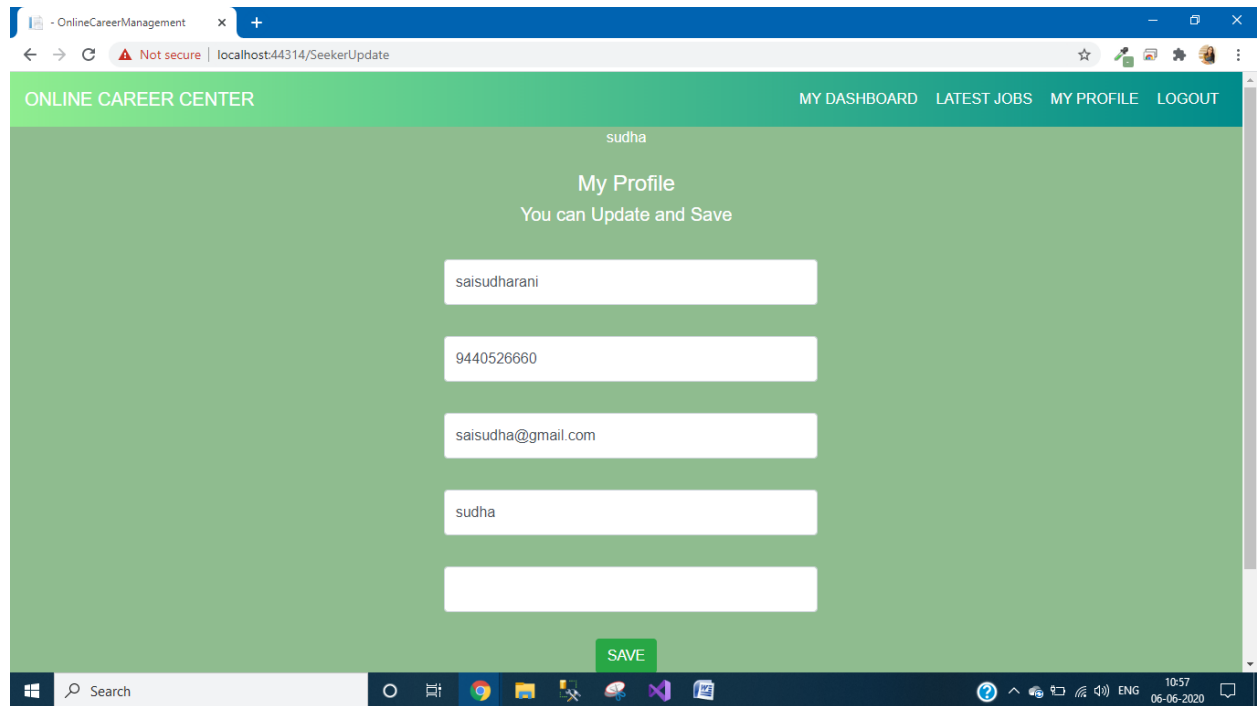 - OnlineCareerManagement
Not secure | localhost:44314/SeekerUpdate
ONLINE CAREER CENTER MY DASHBOARD LATEST JOBS MY PROFILE LOGOUT
sudha
My Profile
You can Update and Save
saisudharani
9440526660
saisudha@gmail.com
sudha
SAVE
Search ENG 10:57
06-06-2020